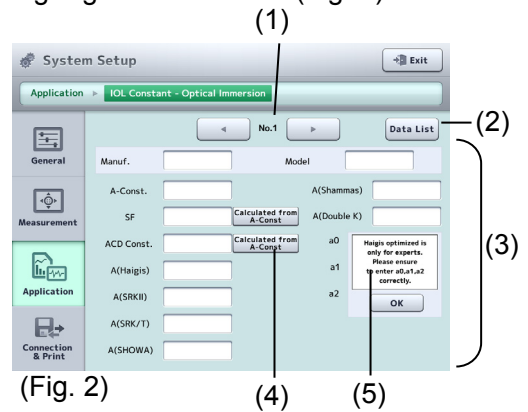 (1)
System Setup
Exit
Application ▶ IOL Constant - Optical Immersion
No.1
Data List
(2)
General
Manuf.
Model
A-Const.
A(Shammas)
Measurement
SF
Calculated from
A-Const
A(Double K)
(3)
ACD Const.
Calculated from
A-Const
a0
Haigis optimized is
only for experts.
Please ensure
to enter a0,a1,a2
correctly.
A(Haigis)
a1
Application
A(SRKII)
a2
OK
A(SRK/T)
Connection
& Print
A(SHOWA)
(Fig. 2)
(4)
(5)